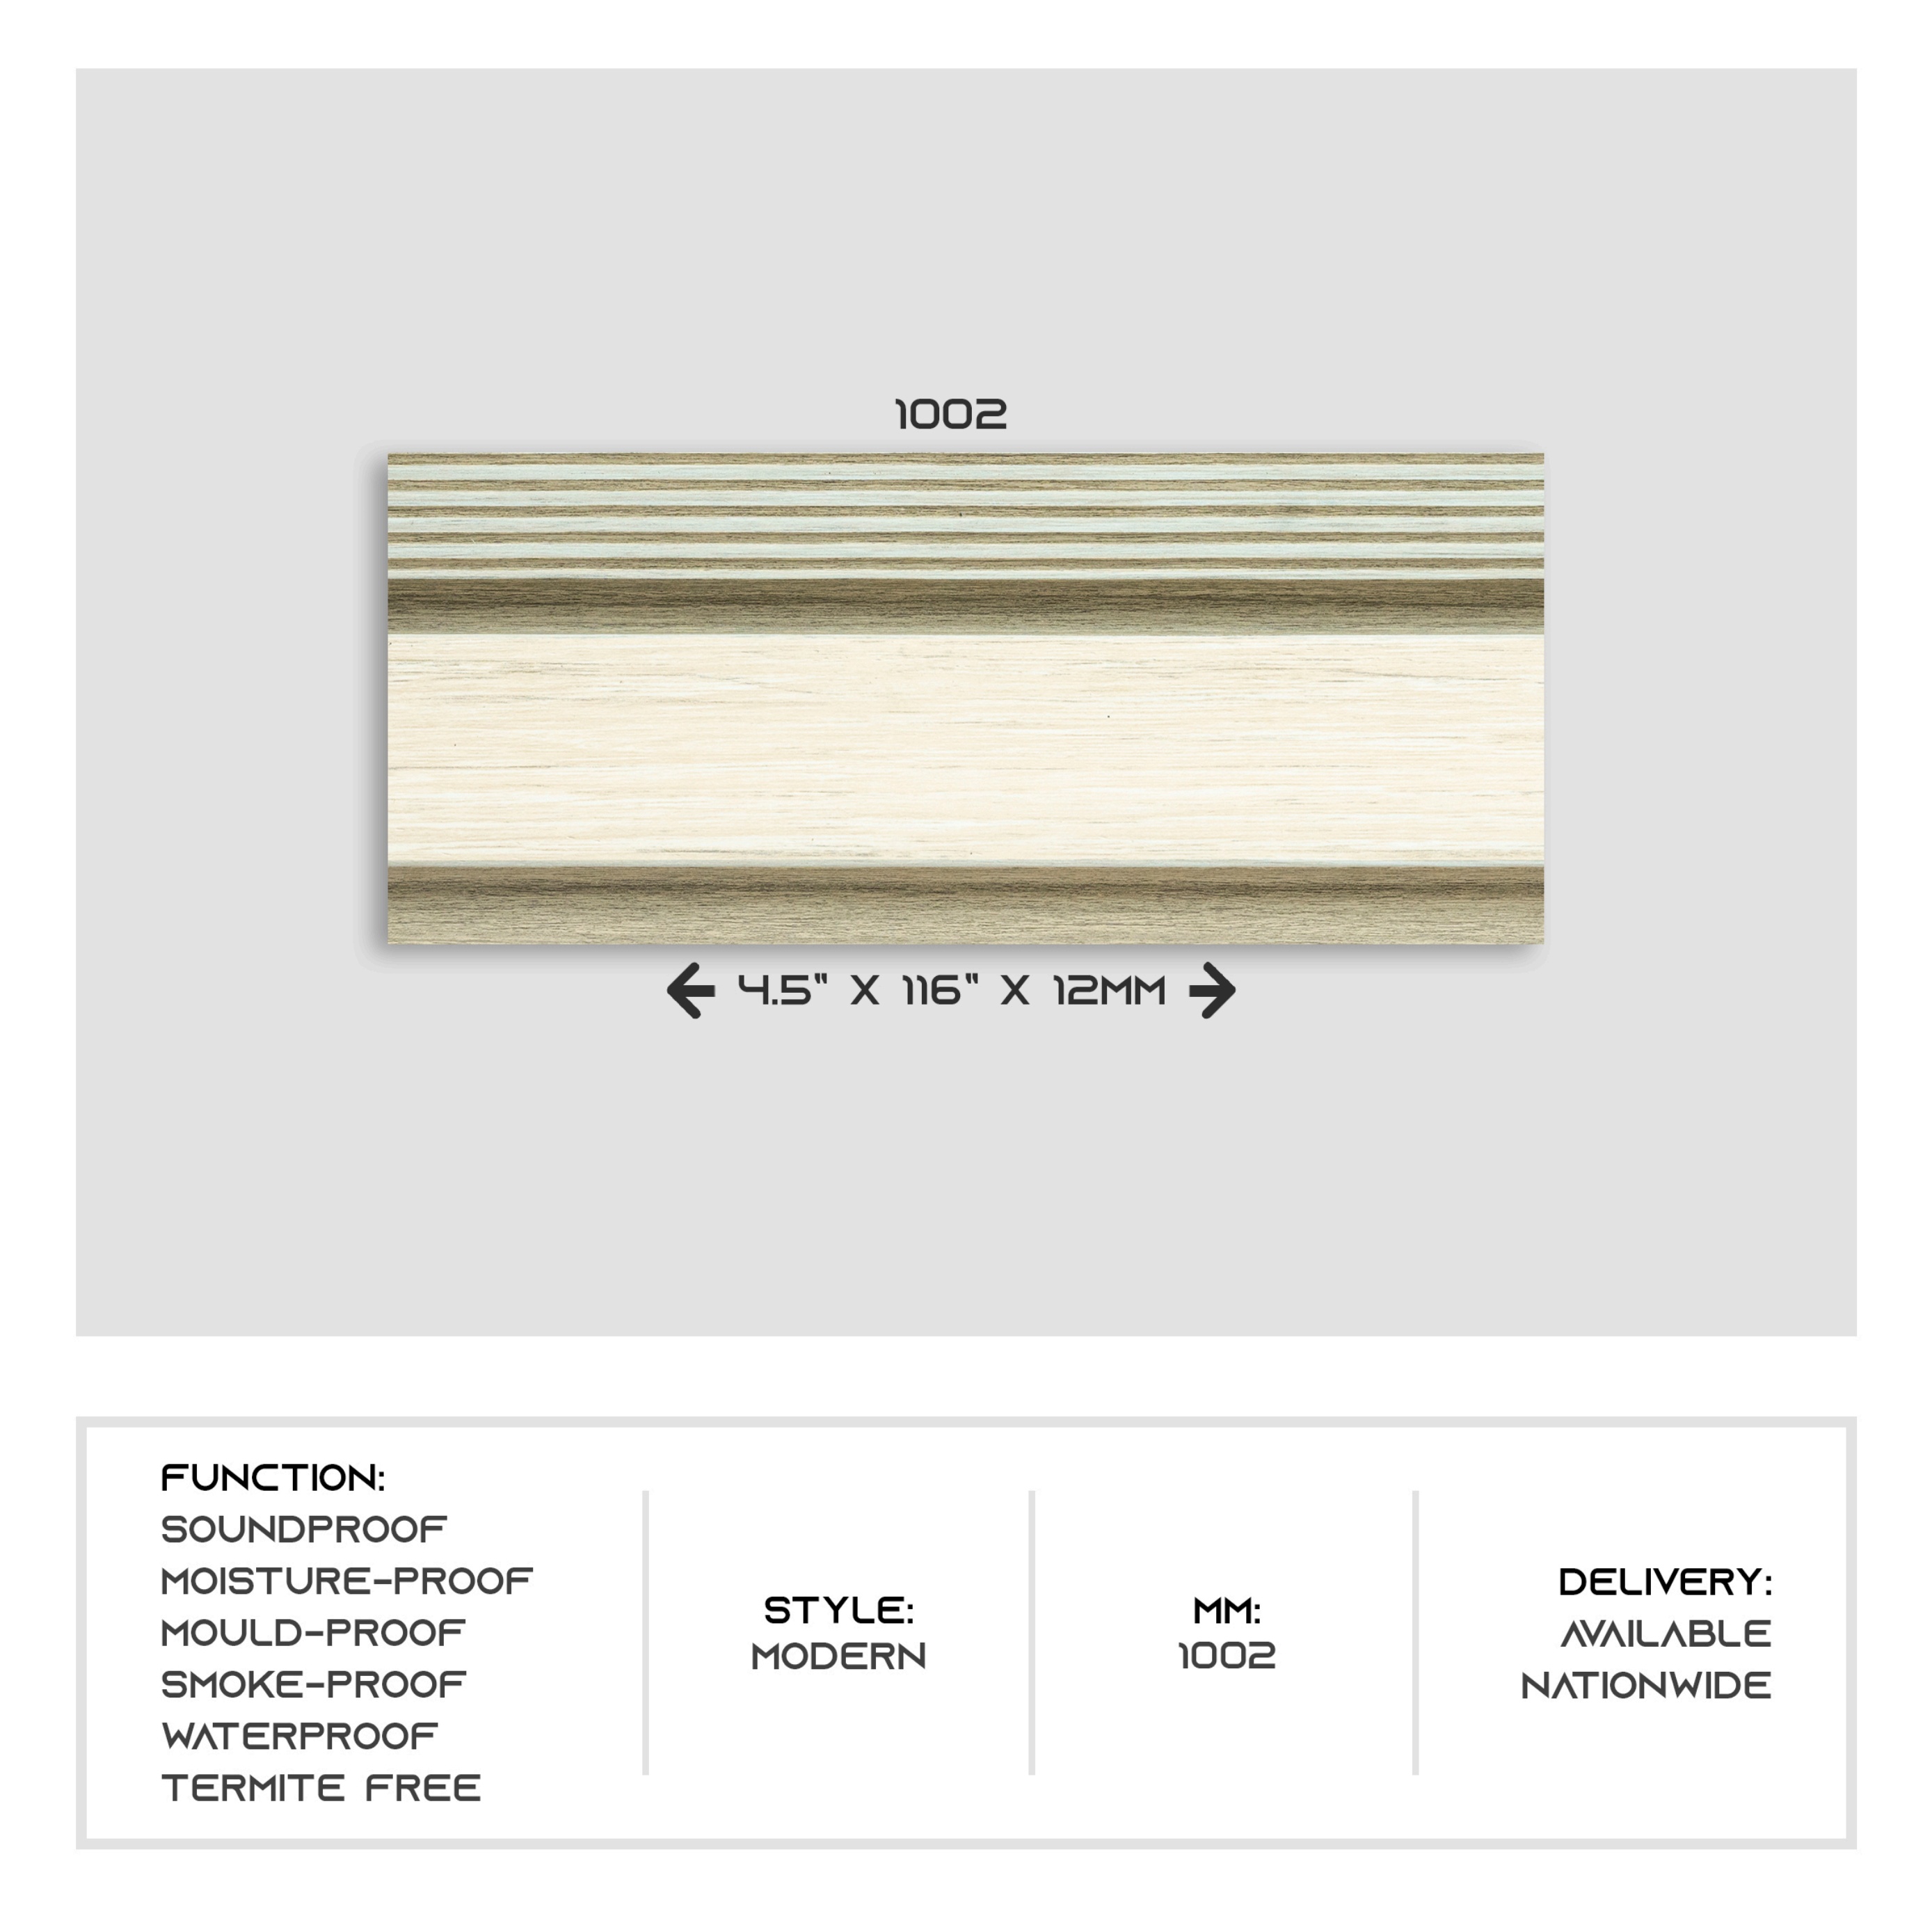 1002
4.5" X 116" X 12MM
FUNCTION:
SOUNDPROOF
MOISTURE-PROOF
MOULD-PROOF
SMOKE-PROOF
WATERPROOF
TERMITE FREE
STYLE:
MODERN
MM:
1002
DELIVERY:
AVAILABLE
NATIONWIDE